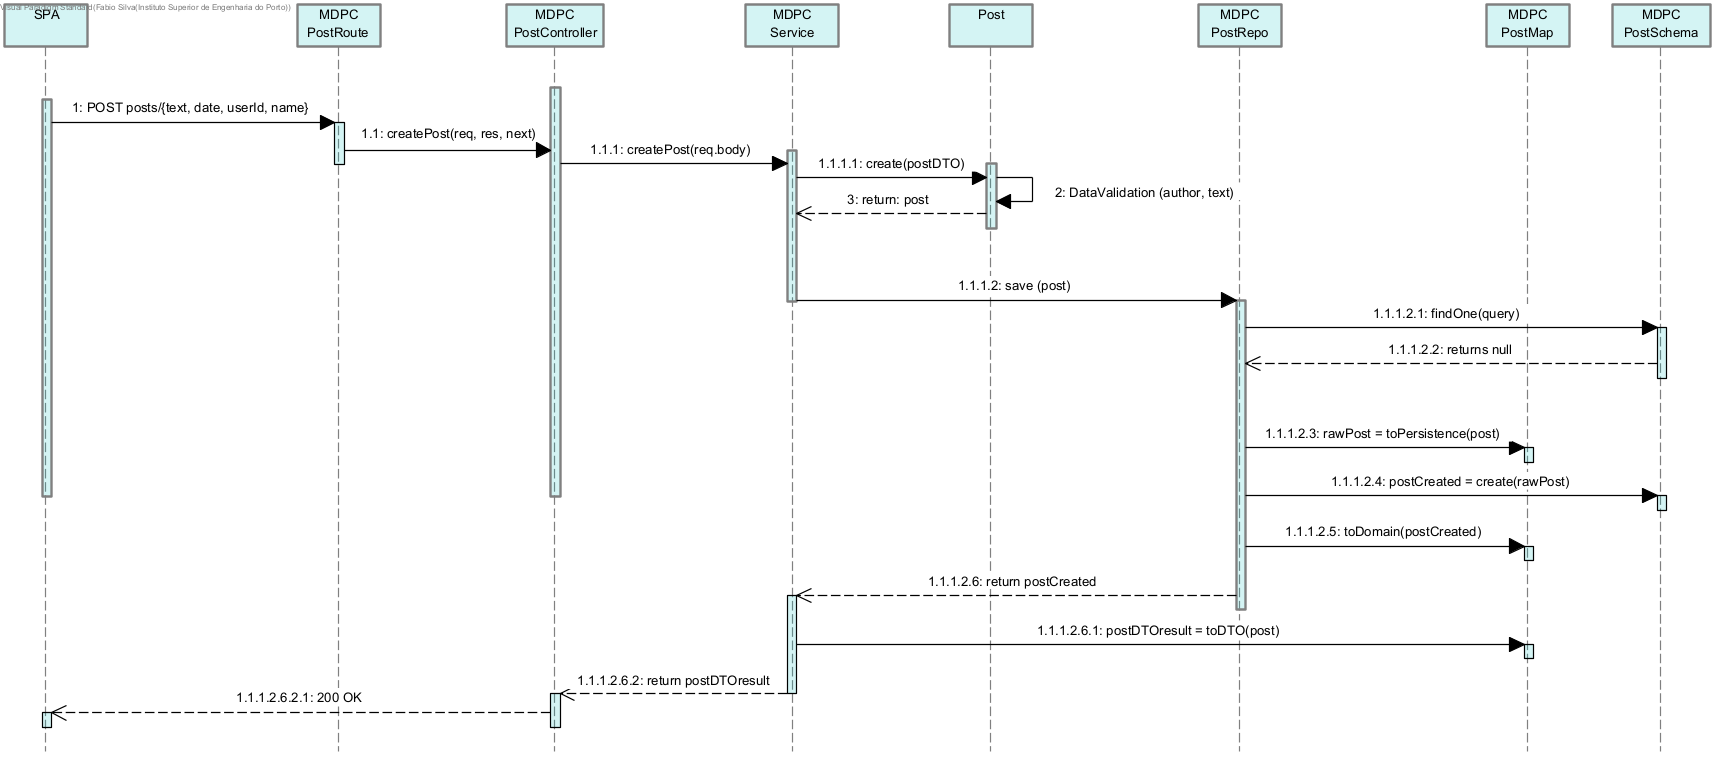 Visual Paradigm Standard(Fabio Silva(Instituto Superior de Engenharia do Porto))
SPA
MDPC
PostRoute
MDPC
PostController
MDPC
Service
Post
MDPC
PostRepo
MDPC
PostMap
MDPC
PostSchema
1: POST posts/{text, date, userId, name}
1.1: createPost(req, res, next)
1.1.1: createPost(req.body)
1.1.1.1: create(postDTO)
2: DataValidation (author, text)
3: return: post
1.1.1.2: save (post)
1.1.1.2.1: findOne(query)
1.1.1.2.2: returns null
1.1.1.2.3: rawPost = toPersistence(post)
1.1.1.2.4: postCreated = create(rawPost)
1.1.1.2.5: toDomain(postCreated)
1.1.1.2.6: return postCreated
1.1.1.2.6.1: postDTOresult = toDTO(post)
1.1.1.2.6.2: return postDTOresult
1.1.1.2.6.2.1: 200 OK